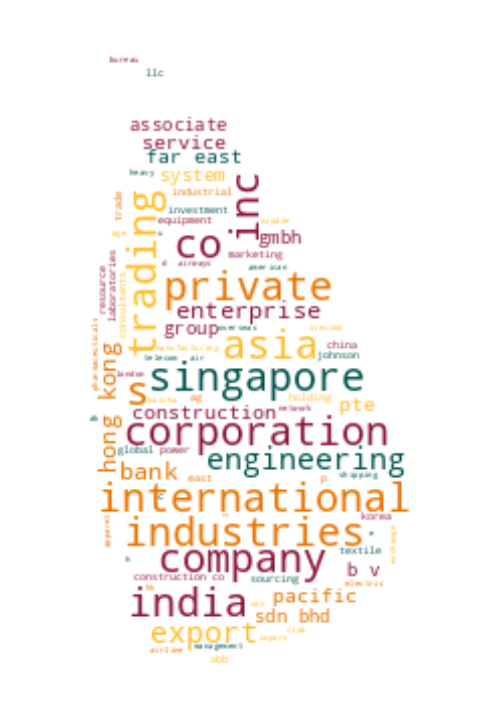 bureau
llc
associate
service
far east
heavy
system
trade
industrial
investment
equipment
middle
trading
inc
co
gmbh
marketing
airways
american
resource
laboratories
consultants
private
enterprise
group
overseas
limited
pharmaceuticals
asia
manufacturing
china
johnson
telecom
air
hong kong
london
singapore
s
ag
holding
pte
network
construction
corporation
global
power
engineering
bank
east
p
shipping
international
korea
apparel
industries
exchange
textile
company
b v
construction co
sourcing
electric
india
pacific
sdn bhd
export
club
import
management
airline
abb